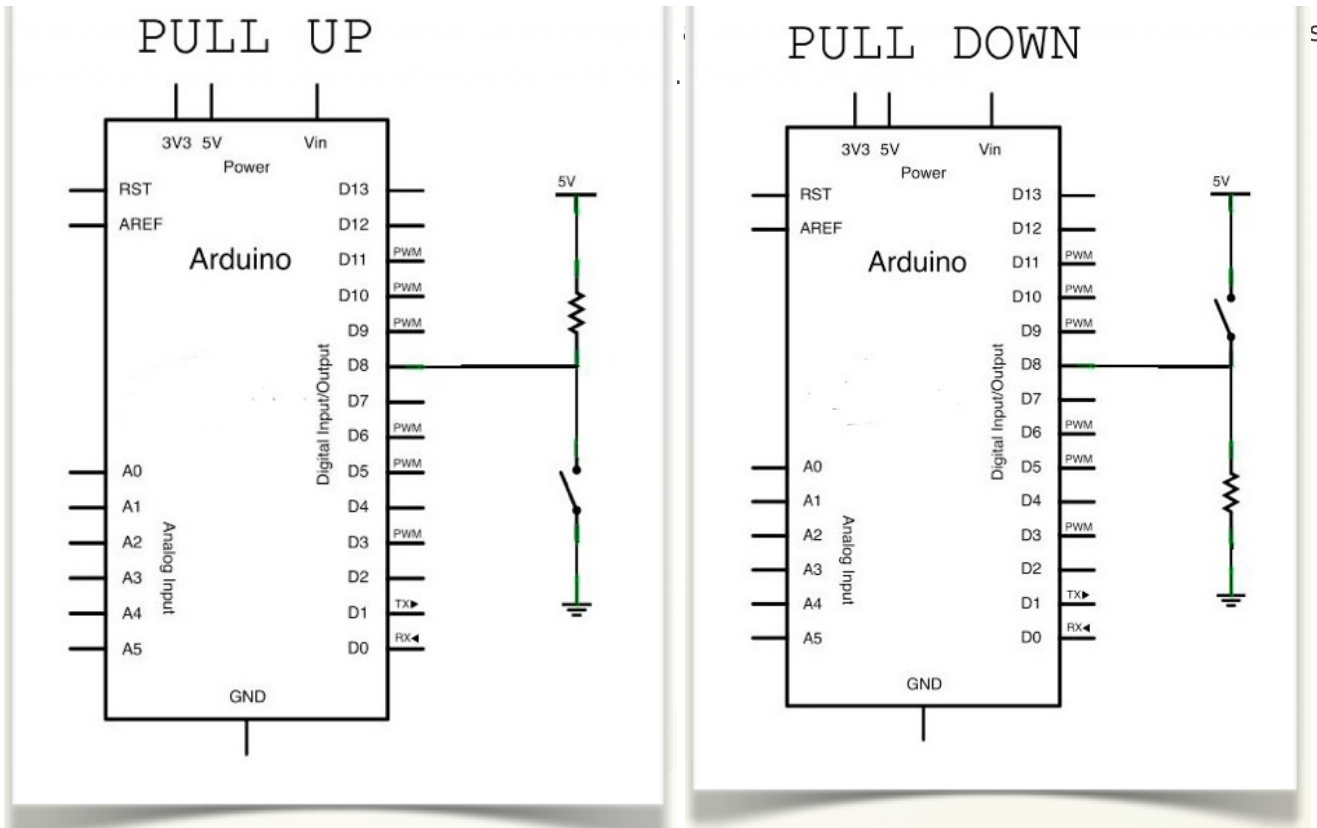 PULL UP
3V3 5V Vin
Power
RST D13
AREF D12
Arduino
D11 PWM
D10 PWM
D9 PWM
D8
D7
D6 PWM
A0 D5 PWM
A1 D4
A2 D3 PWM
A3 D2
A4 D1 TX
A5 D0 RX
Digital Input/Output
Analog Input
GND
5V
PULL DOWN
3V3 5V Vin
Power
RST D13
AREF D12
Arduino
D11 PWM
D10 PWM
D9 PWM
D8
D7
D6 PWM
A0 D5 PWM
A1 D4
A2 D3 PWM
A3 D2
A4 D1 TX
A5 D0 RX
Digital Input/Output
Analog Input
GND
5V